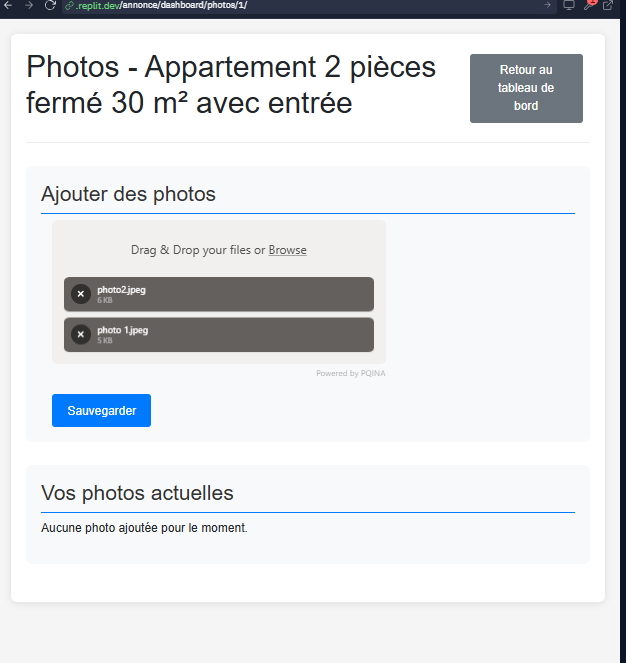 .replit.dev/annonce/dashboard/photos/1/
Photos - Appartement 2 pièces
fermé 30 m² avec entrée
Retour au
tableau de
bord
Ajouter des photos
Drag & Drop your files or Browse
photo2.jpeg
6 KB
photo 1.jpeg
5 KB
Powered by PQINA
Sauvegarder
Vos photos actuelles
Aucune photo ajoutée pour le moment.